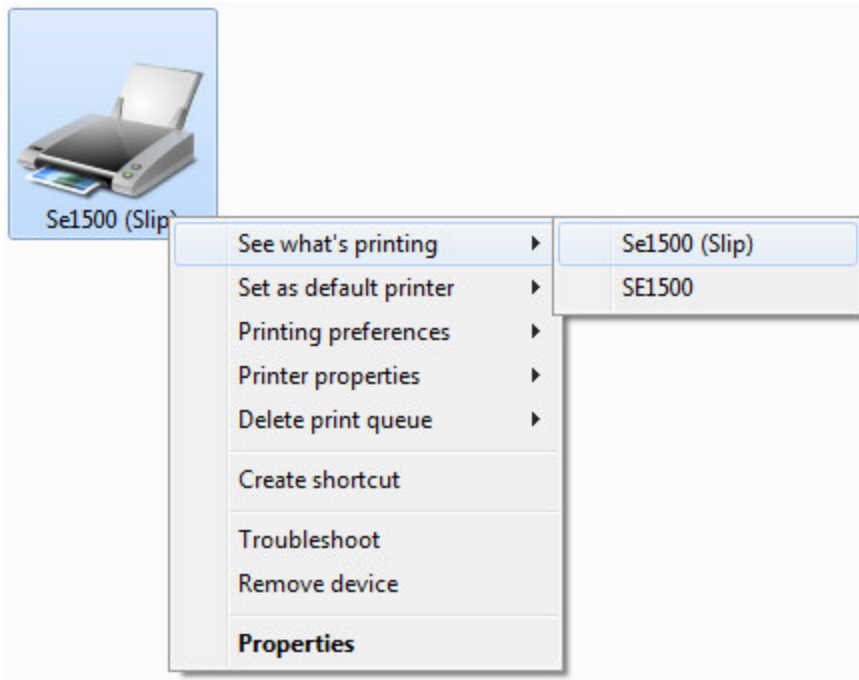 Se1500 (Slip)
See what's printing
Set as default printer
Printing preferences
Printer properties
Delete print queue
Create shortcut
Troubleshoot
Remove device
Properties
Se1500 (Slip)
SE1500